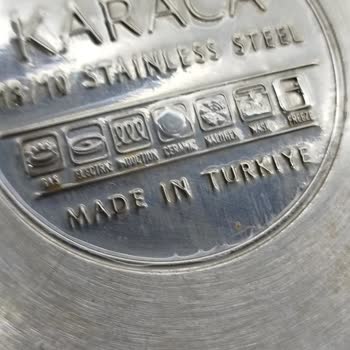 KARACA
18/10 STAINLESS STEEL
GAS ELECTRIC INDUCTION CERAMIC HALOGEN WASH FREEZE
MADE IN TURKIYE